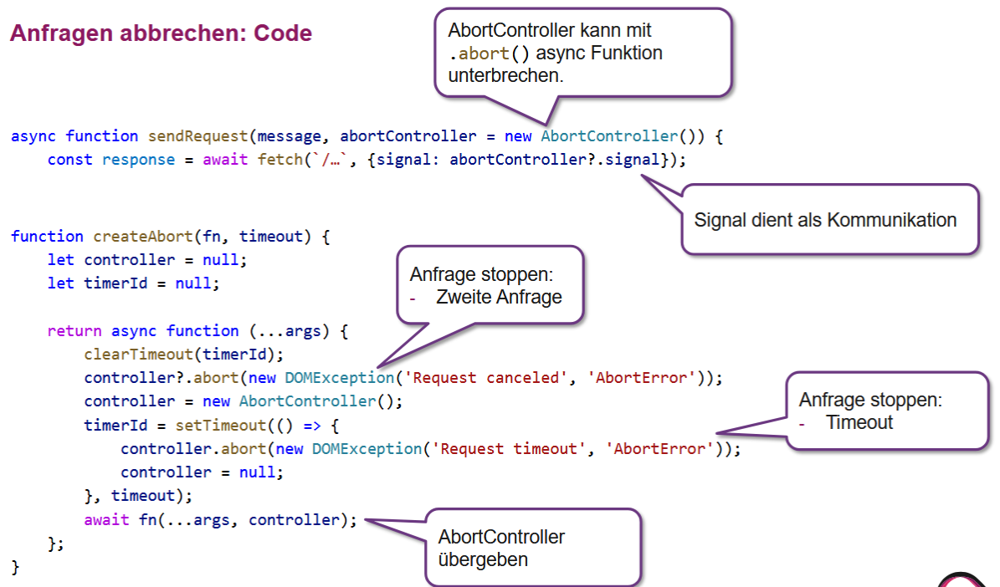 Anfragen abbrechen: Code
AbortController kann mit
.abort() async Funktion
unterbrechen.
async function sendRequest(message, abortController = new AbortController()) {
    const response = await fetch(`/…`, {signal: abortController?.signal});
Signal dient als Kommunikation
function createAbort(fn, timeout) {
    let controller = null;
    let timerId = null;
Anfrage stoppen:
- Zweite Anfrage
    return async function (...args) {
        clearTimeout(timerId);
        controller?.abort(new DOMException('Request canceled', 'AbortError'));
        controller = new AbortController();
        timerId = setTimeout(() => {
            controller.abort(new DOMException('Request timeout', 'AbortError'));
            controller = null;
        }, timeout);
        await fn(...args, controller);
    };
}
Anfrage stoppen:
- Timeout
AbortController
übergeben